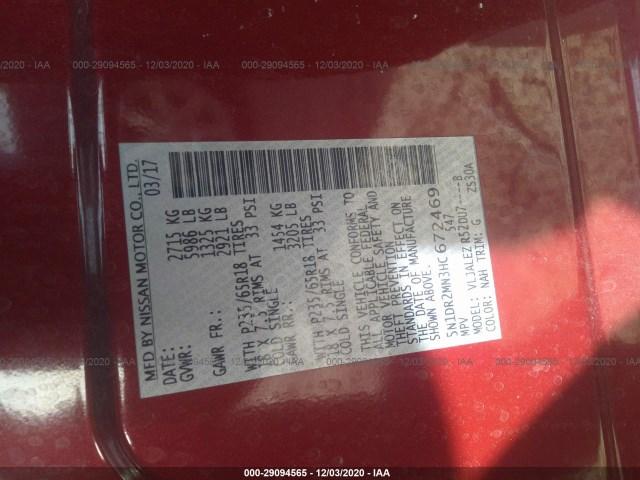 MFD BY NISSAN MOTOR CO., LTD.
DATE: 03/17
GVWR: 2715 KG
5986 LB
GAWR FR.: 1325 KG
2921 LB
WITH P235/65R18 TIRES
18 X 7.5 RIMS AT 33 PSI
COLD SINGLE
GAWR RR.: 1454 KG
3205 LB
WITH P235/65R18 TIRES
18 X 7.5 RIMS AT 33 PSI
COLD SINGLE
THIS VEHICLE CONFORMS TO
ALL APPLICABLE FEDERAL
MOTOR VEHICLE SAFETY AND
THEFT PREVENTION
STANDARDS IN EFFECT ON
THE DATE OF MANUFACTURE
SHOWN ABOVE.
5N1DR2MN3HC672469
MPV 547
MODEL: VLJALEZ R52DU7----B
COLOR: NAH TRIM: G Z530A
000-29094565 - 12/03/2020 - IAA